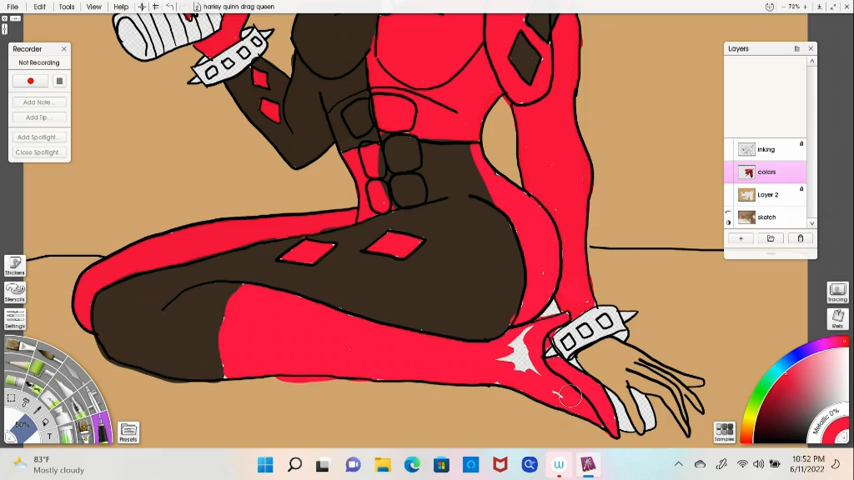 File Edit Tools View Help harley quinn drag queen 72%
Recorder
Not Recording
Add Note...
Add Tip...
Add Spotlight...
Close Spotlight...
Layers
inking
colors
Layer 2
sketch
Stickers
Stencils
Settings
Tracing
Refs
50%
T
Presets
Samples
Metallic 0%
83°F
Mostly cloudy
10:52 PM
6/11/2022